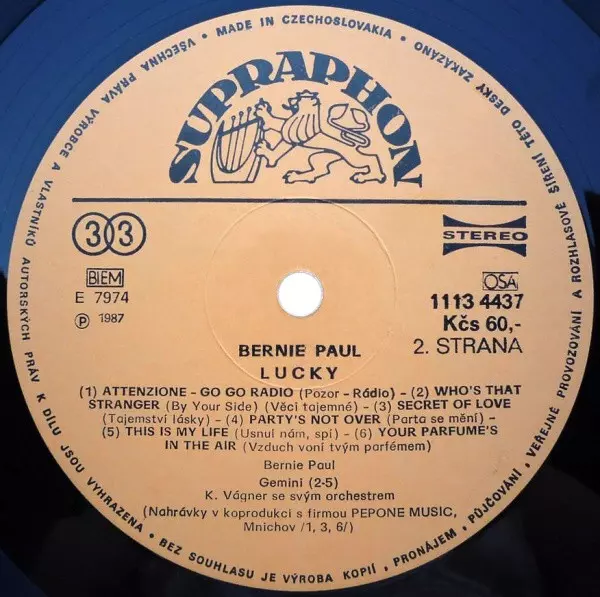 VŠECHNA PRÁVA VÝROBCE A VLASTNÍKŮ AUTORSKÝCH PRÁV K DÍLU JSOU VYHRAZENA • BEZ SOUHLASU JE VÝROBA KOPIÍ, PRONÁJEM, PŮJČOVÁNÍ, VEŘEJNÉ PROVOZOVÁNÍ A ROZHLASOVÉ ŠÍŘENÍ TÉTO DESKY ZAKÁZÁNO • MADE IN CZECHOSLOVAKIA •
SUPRAPHON
33
STEREO
BIEM
OSA
E 7974
1113 4437
Ⓟ 1987
Kčs 60,-
2. STRANA
BERNIE PAUL
LUCKY
(1) ATTENZIONE - GO GO RADIO (Pozor - Rádio) - (2) WHO'S THAT
STRANGER (By Your Side) (Věci tajemné) - (3) SECRET OF LOVE
(Tajemství lásky) - (4) PARTY'S NOT OVER (Parta se mění) -
(5) THIS IS MY LIFE (Usnul nám, spí) - (6) YOUR PARFUME'S
IN THE AIR (Vzduch voní tvým parfémem)
Bernie Paul
Gemini (2-5)
K. Vágner se svým orchestrem
(Nahrávky v koprodukci s firmou PEPONE MUSIC,
Mnichov /1, 3, 6/)